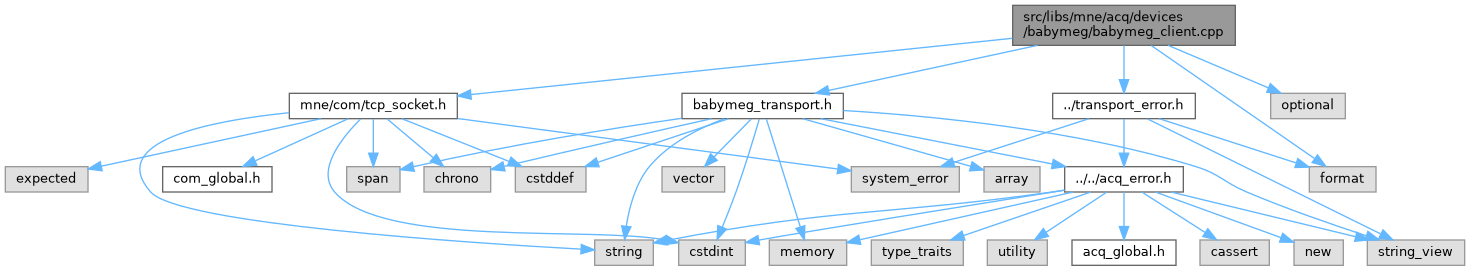 src/libs/mne/acq/devices
/babymeg/babymeg_client.cpp
mne/com/tcp_socket.h
babymeg_transport.h
../transport_error.h
optional
expected
com_global.h
span
chrono
cstddef
vector
system_error
array
../../acq_error.h
format
string
cstdint
memory
type_traits
utility
acq_global.h
cassert
new
string_view